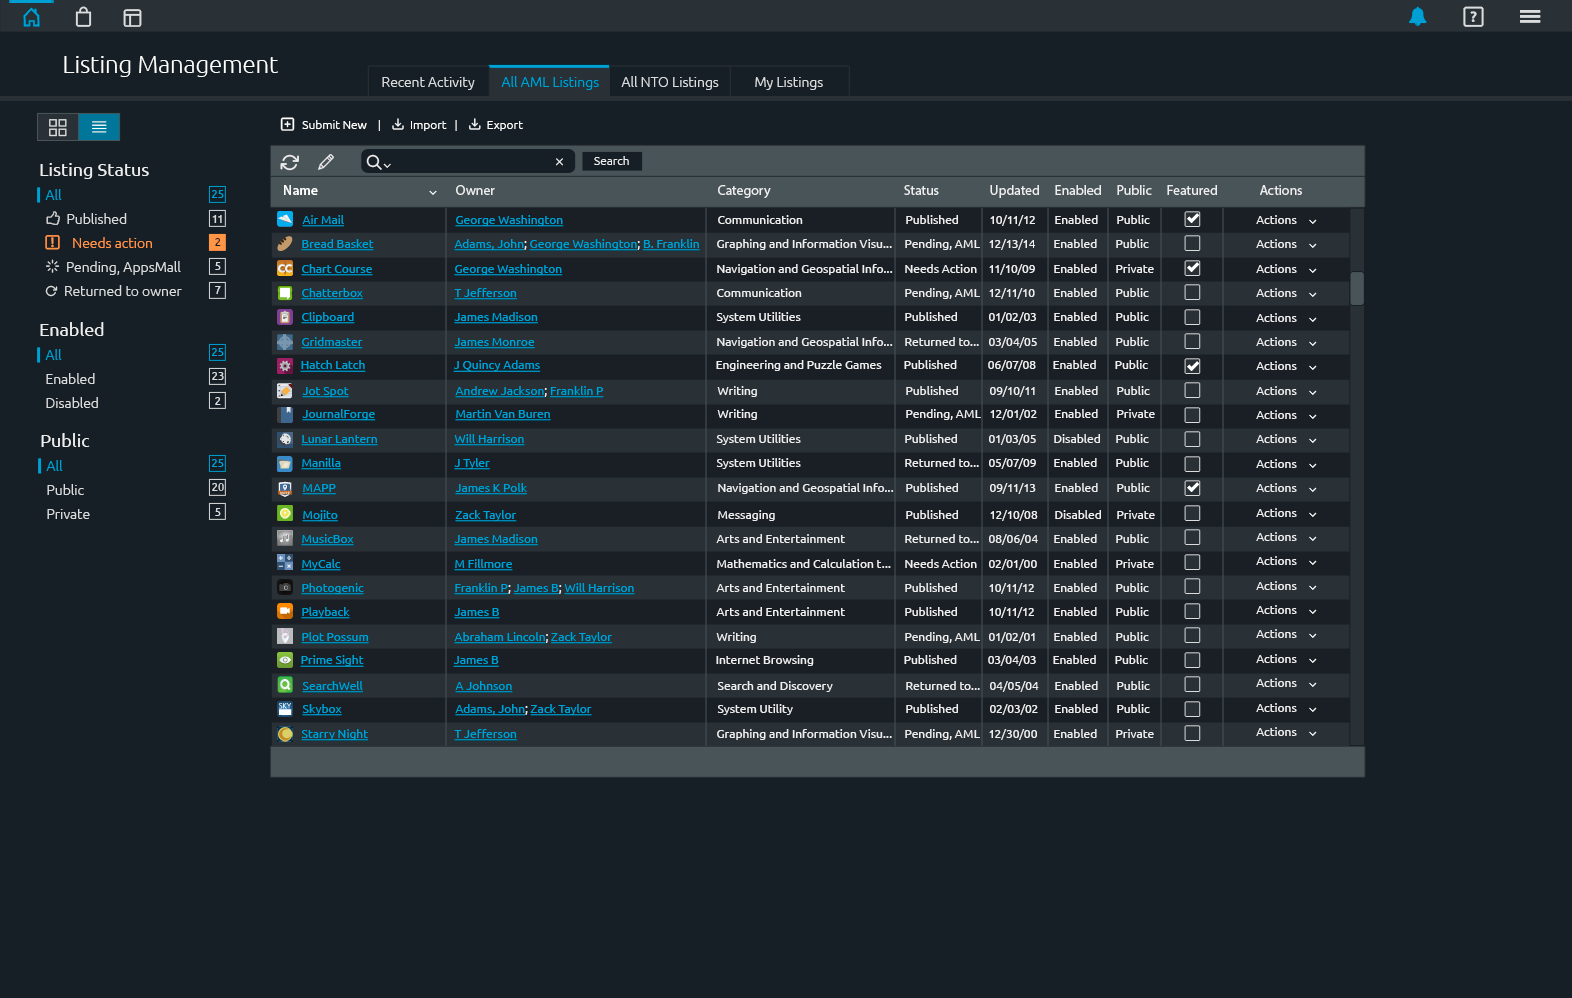 Listing Management
Recent Activity
All AML Listings
All NTO Listings
My Listings
Submit New | Import | Export
Search
Listing Status
All 25
Published 11
Needs action 2
Pending, AppsMall 5
Returned to owner 7
Enabled
All 25
Enabled 23
Disabled 2
Public
All 25
Public 20
Private 5
Name Owner Category Status Updated Enabled Public Featured Actions
Air Mail George Washington Communication Published 10/11/12 Enabled Public Actions
Bread Basket Adams, John; George Washington; B. Franklin Graphing and Information Visu... Pending, AML 12/13/14 Enabled Public Actions
CC Chart Course George Washington Navigation and Geospatial Info... Needs Action 11/10/09 Enabled Private Actions
Chatterbox T Jefferson Communication Pending, AML 12/11/10 Enabled Public Actions
Clipboard James Madison System Utilities Published 01/02/03 Enabled Public Actions
Gridmaster James Monroe Navigation and Geospatial Info... Returned to... 03/04/05 Enabled Public Actions
Hatch Latch J Quincy Adams Engineering and Puzzle Games Published 06/07/08 Enabled Public Actions
Jot Spot Andrew Jackson; Franklin P Writing Published 09/10/11 Enabled Public Actions
JournalForge Martin Van Buren Writing Pending, AML 12/01/02 Enabled Private Actions
Lunar Lantern Will Harrison System Utilities Published 01/03/05 Disabled Public Actions
Manilla J Tyler System Utilities Returned to... 05/07/09 Enabled Public Actions
MAPP James K Polk Navigation and Geospatial Info... Published 09/11/13 Enabled Public Actions
Mojito Zack Taylor Messaging Published 12/10/08 Disabled Private Actions
MusicBox James Madison Arts and Entertainment Returned to... 08/06/04 Enabled Public Actions
MyCalc M Fillmore Mathematics and Calculation t... Needs Action 02/01/00 Enabled Private Actions
Photogenic Franklin P; James B; Will Harrison Arts and Entertainment Published 10/11/12 Enabled Public Actions
Playback James B Arts and Entertainment Published 10/11/12 Enabled Public Actions
Plot Possum Abraham Lincoln; Zack Taylor Writing Pending, AML 01/02/01 Enabled Public Actions
Prime Sight James B Internet Browsing Published 03/04/03 Enabled Public Actions
SearchWell A Johnson Search and Discovery Returned to... 04/05/04 Enabled Public Actions
SKY Skybox Adams, John; Zack Taylor System Utility Published 02/03/02 Enabled Public Actions
Starry Night T Jefferson Graphing and Information Visu... Pending, AML 12/30/00 Enabled Private Actions